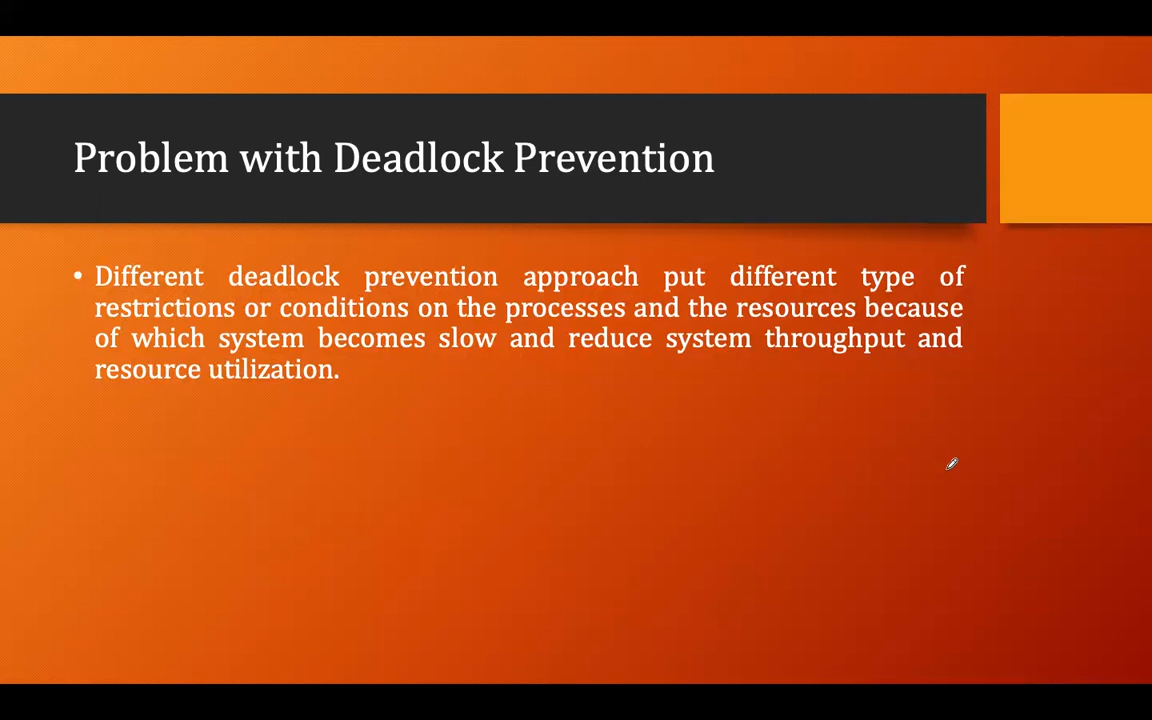 Problem with Deadlock Prevention
• Different deadlock prevention approach put different type of
restrictions or conditions on the processes and the resources because
of which system becomes slow and reduce system throughput and
resource utilization.